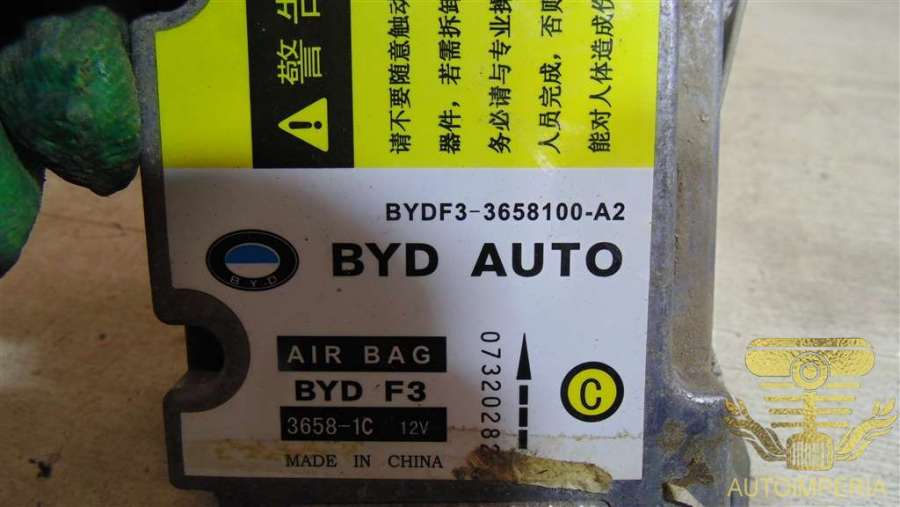 警告
请不要随意触动
器件，若需拆卸
务必请与专业
人员完成，否则
能对人体造成
BYDF3-3658100-A2
BYD
BYD AUTO
AIR BAG
BYD F3
3658-1C 12V
MADE IN CHINA
0732028
C
AUTOIMPERIA